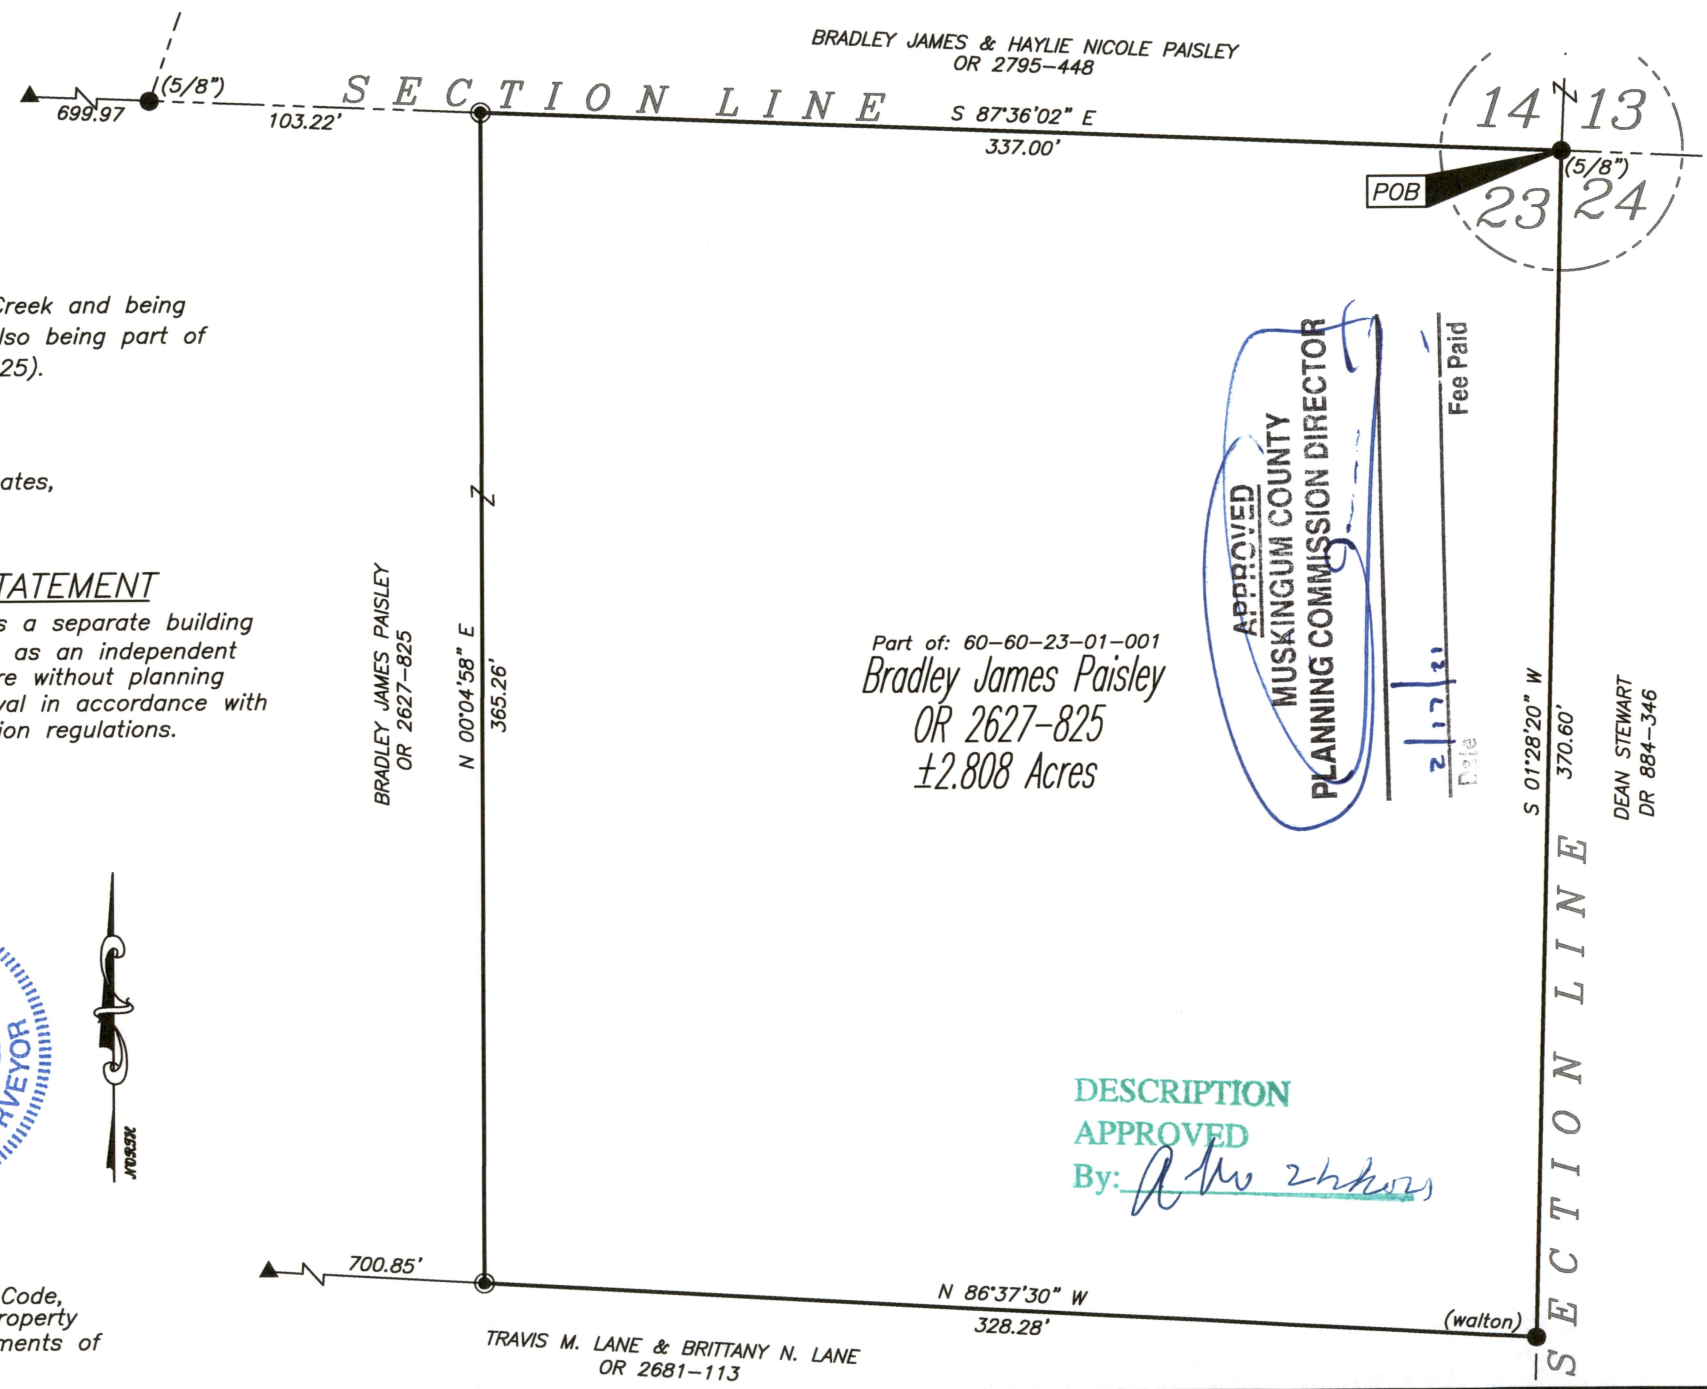 BRADLEY JAMES & HAYLIE NICOLE PAISLEY
OR 2795-448
SECTION LINE
(5/8")
699.97
103.22'
S 87°36'02" E
337.00'
14 13
(5/8")
23 24
POB
Creek and being
lso being part of
25).
ates,
TATEMENT
s a separate building
as an independent
re without planning
val in accordance with
ion regulations.
BRADLEY JAMES PAISLEY
OR 2627-825
N 00°04'58" E
365.26'
Part of: 60-60-23-01-001
Bradley James Paisley
OR 2627-825
±2.808 Acres
APPROVED
MUSKINGUM COUNTY
PLANNING COMMISSION DIRECTOR
2/17/21
Date
Fee Paid
S 01°28'20" W
370.60'
DEAN STEWART
DR 884-346
SECTION LINE
RVEYOR
NORTH
DESCRIPTION
APPROVED
By:
Code,
roperty
ments of
700.85'
N 86°37'30" W
328.28'
(walton)
TRAVIS M. LANE & BRITTANY N. LANE
OR 2681-113